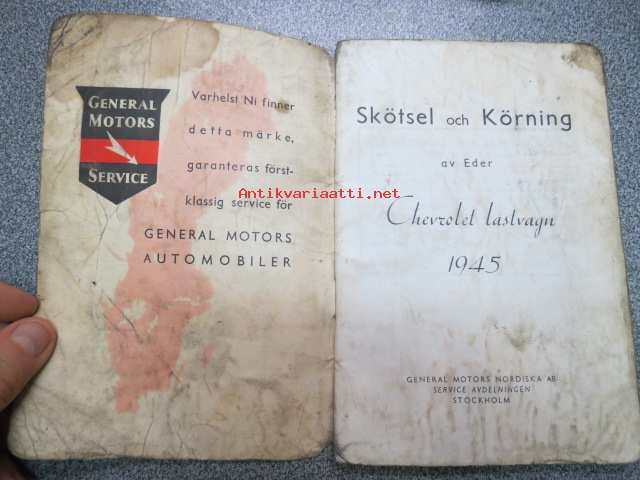 GENERAL
MOTORS
SERVICE
Varhelst Ni finner
detta märke,
garanteras först-
klassig service för
GENERAL MOTORS
AUTOMOBILER
Antikvariaatti.net
Skötsel och Körning
av Eder
Chevrolet lastvagn
1945
GENERAL MOTORS NORDISKA AB
SERVICE AVDELNINGEN
STOCKHOLM